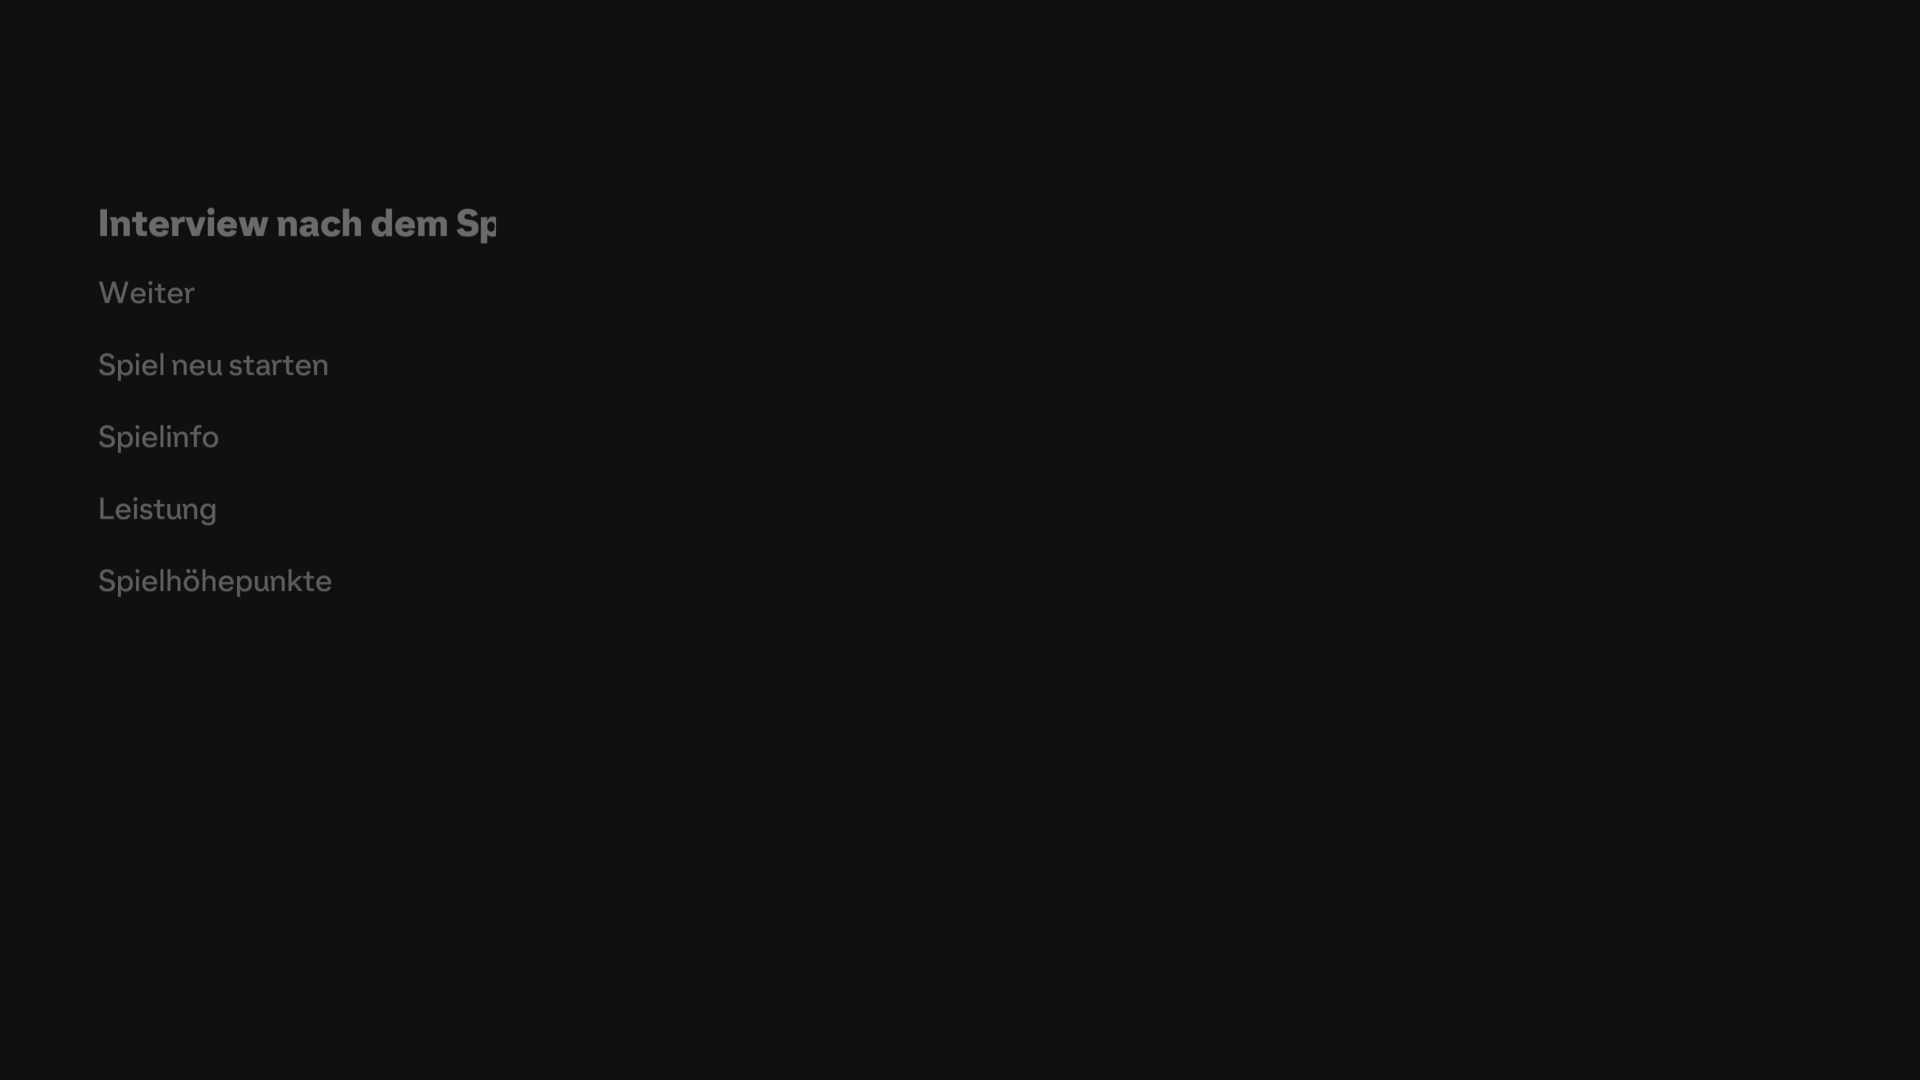 Interview nach dem Sp
Weiter
Spiel neu starten
Spielinfo
Leistung
Spielhöhepunkte